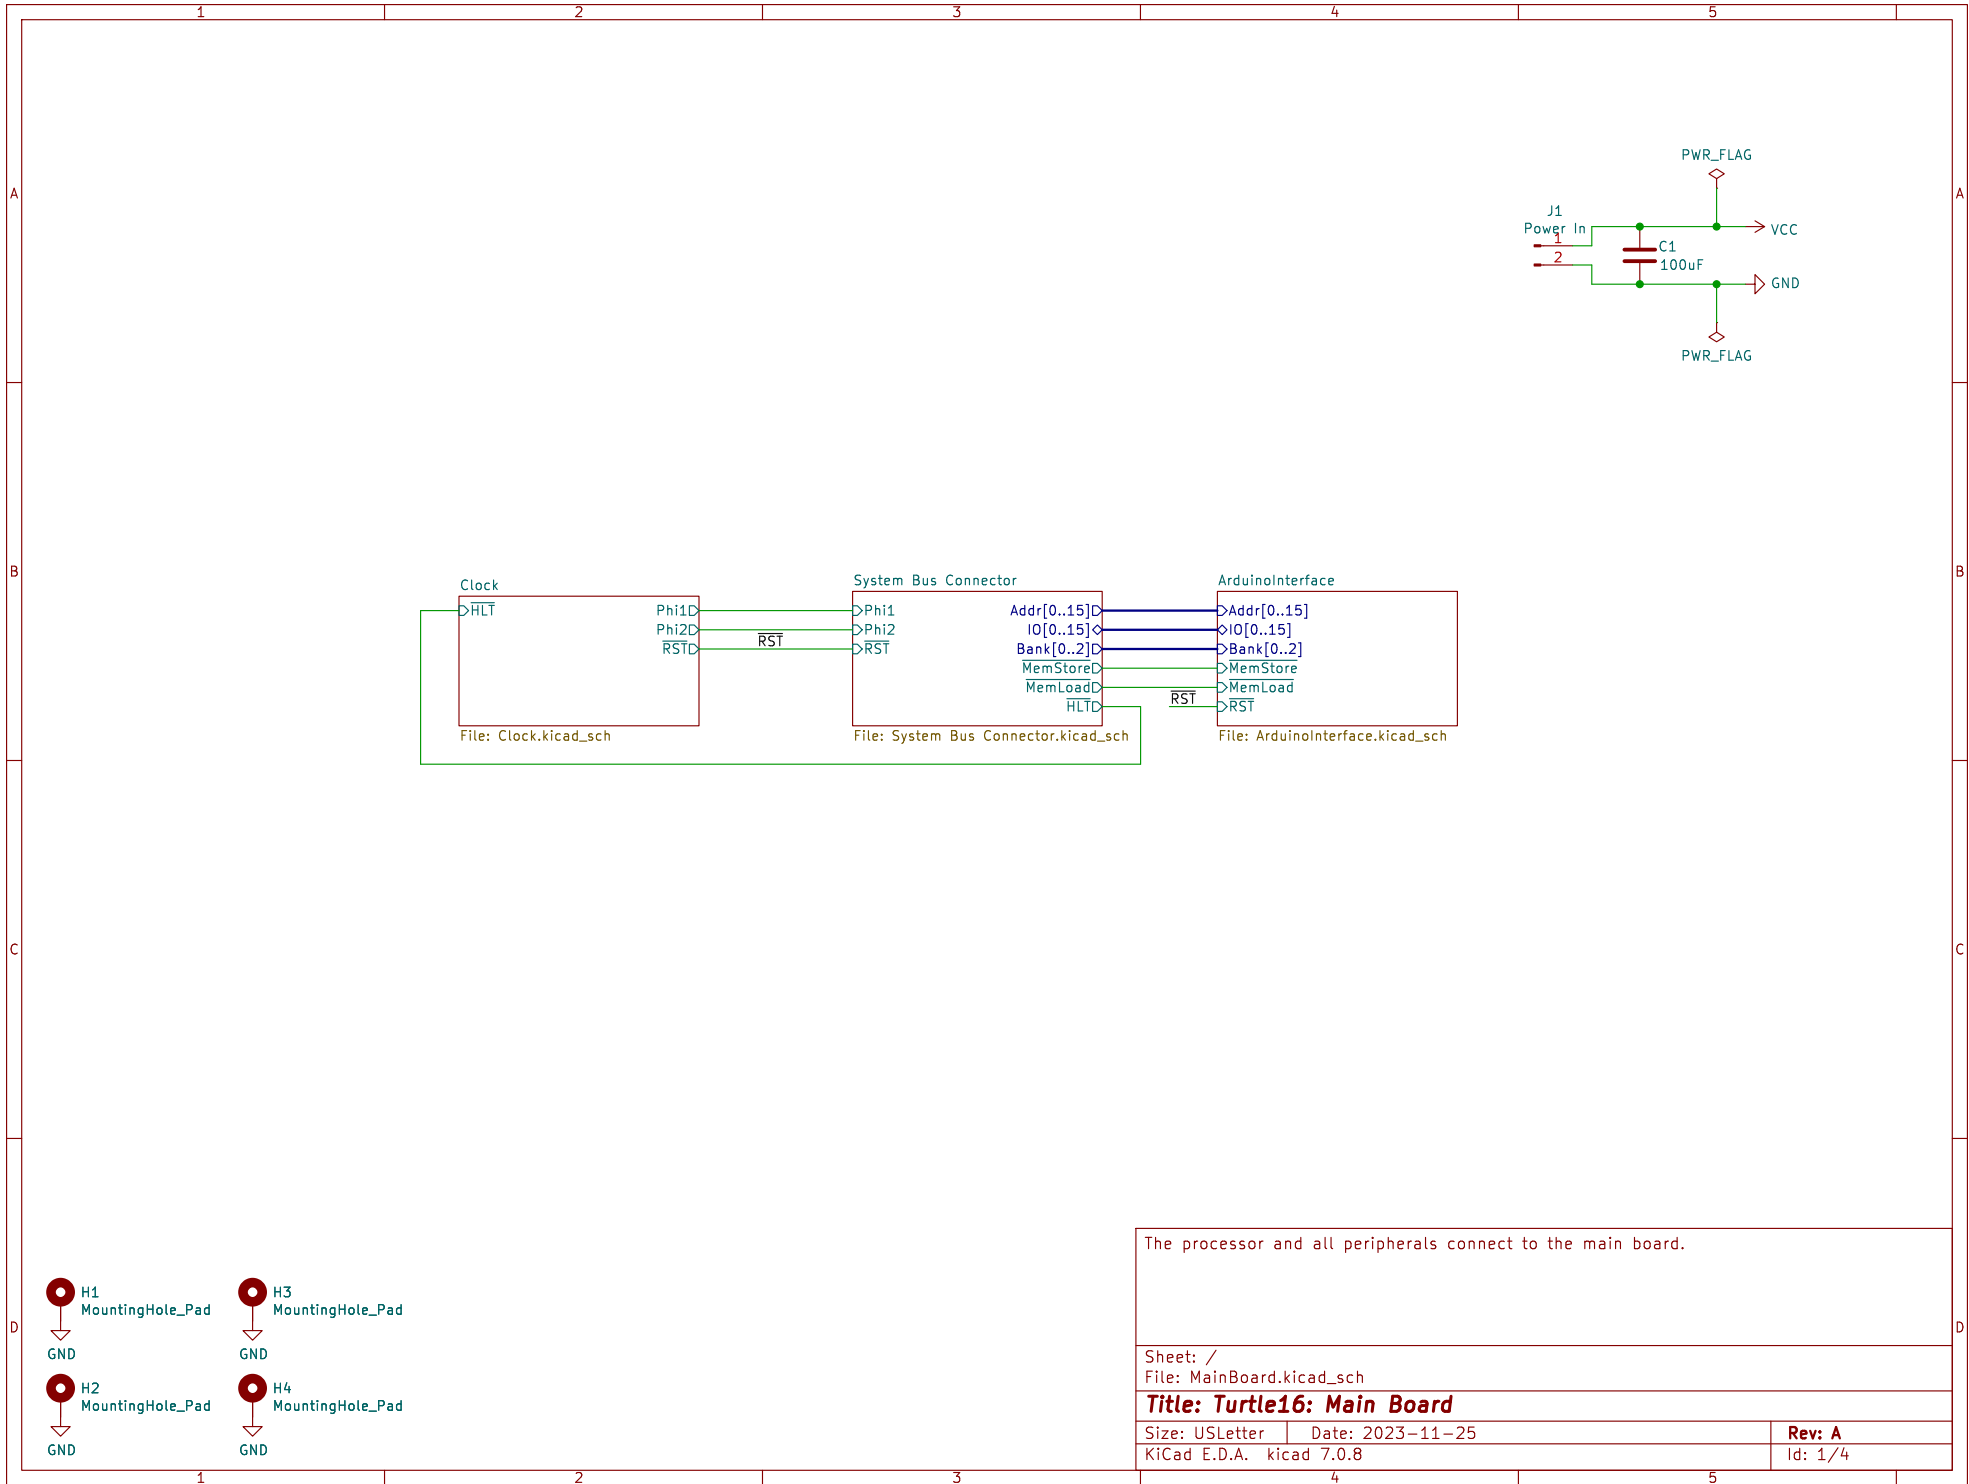 1 2 3 4 5
A A
PWR_FLAG
J1
Power In
1
2
C1
100uF
VCC
GND
PWR_FLAG
B B
Clock
HLT
Phi1
Phi2
RST
File: Clock.kicad_sch
RST
System Bus Connector
Phi1
Phi2
RST
Addr[0..15]
IO[0..15]
Bank[0..2]
MemStore
MemLoad
HLT
File: System Bus Connector.kicad_sch
RST
ArduinoInterface
Addr[0..15]
IO[0..15]
Bank[0..2]
MemStore
MemLoad
RST
File: ArduinoInterface.kicad_sch
C C
H1
MountingHole_Pad
GND
H3
MountingHole_Pad
GND
H2
MountingHole_Pad
GND
H4
MountingHole_Pad
GND
D D
The processor and all peripherals connect to the main board.
Sheet: /
File: MainBoard.kicad_sch
Title: Turtle16: Main Board
Size: USLetter Date: 2023-11-25 Rev: A
KiCad E.D.A. kicad 7.0.8 Id: 1/4
1 2 3 4 5